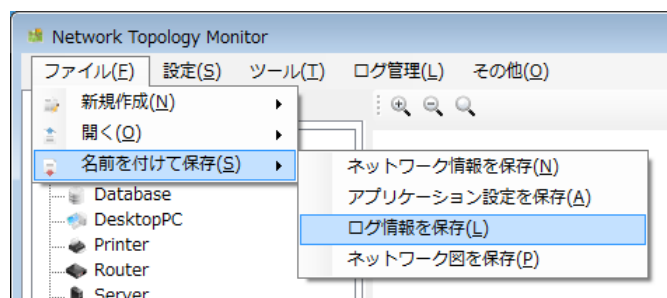 Network Topology Monitor
ファイル(F) 設定(S) ツール(T) ログ管理(L) その他(O)
新規作成(N)
開く(O)
名前を付けて保存(S)
ネットワーク情報を保存(N)
アプリケーション設定を保存(A)
ログ情報を保存(L)
ネットワーク図を保存(P)
Database
DesktopPC
Printer
Router
Server